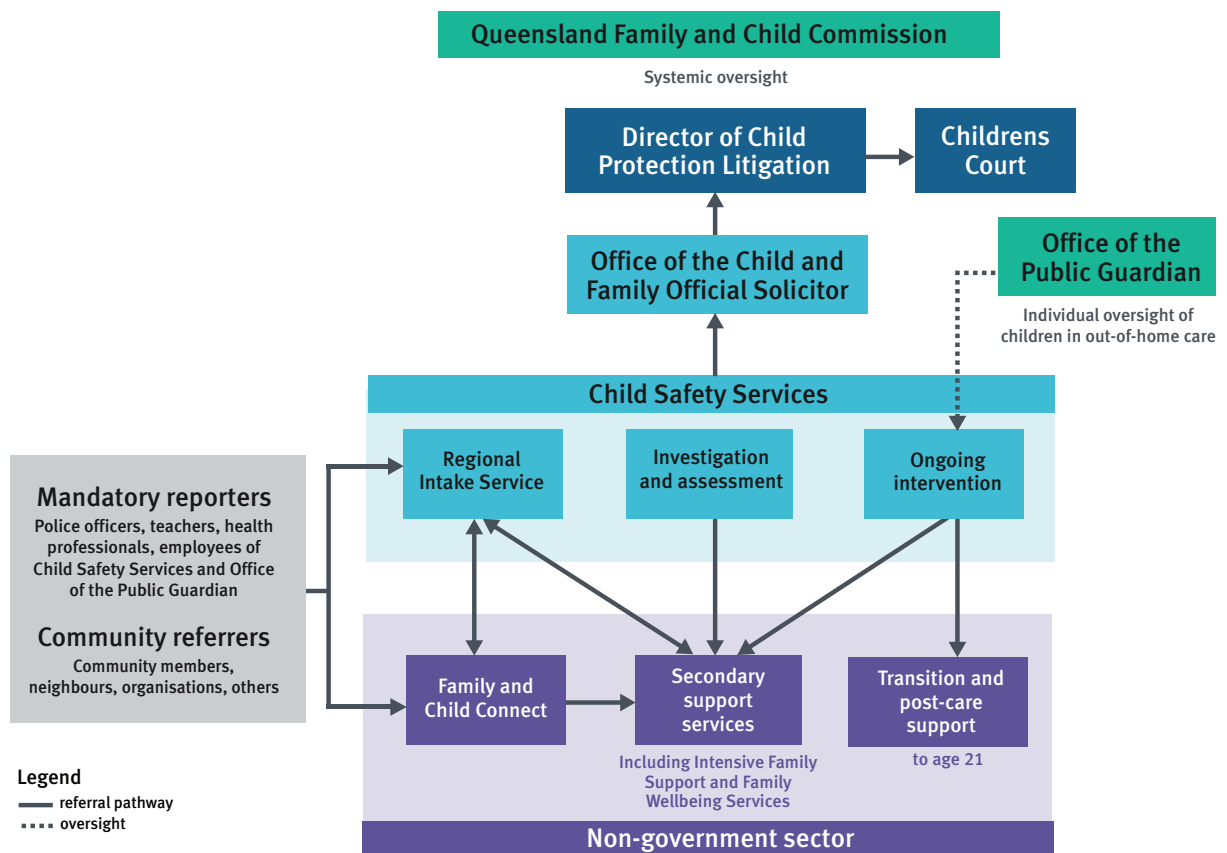 Queensland Family and Child Commission
Systemic oversight
Director of Child
Protection Litigation
Childrens
Court
Office of the Child and
Family Official Solicitor
Office of the
Public Guardian
Individual oversight of
children in out-of-home care
Child Safety Services
Regional
Intake Service
Investigation
and assessment
Ongoing
intervention
Mandatory reporters
Police officers, teachers, health
professionals, employees of
Child Safety Services and Office
of the Public Guardian
Community referrers
Community members,
neighbours, organisations, others
Family and
Child Connect
Secondary
support
services
Including Intensive Family
Support and Family
Wellbeing Services
Transition and
post-care
support
to age 21
Legend
referral pathway
oversight
Non-government sector